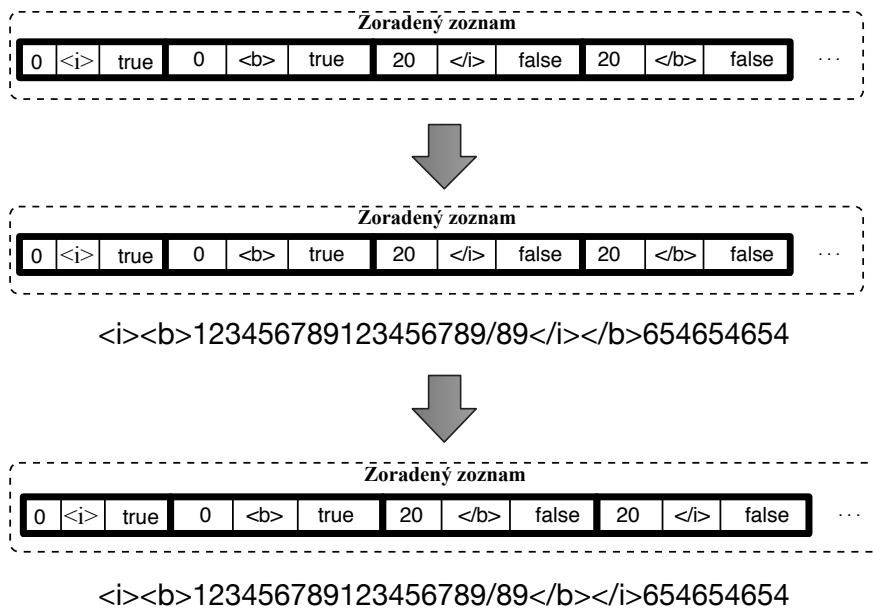 Zoradený zoznam
0 <i> true 0 <b> true 20 </i> false 20 </b> false ...
Zoradený zoznam
0 <i> true 0 <b> true 20 </i> false 20 </b> false ...
<i><b>123456789123456789/89</i></b>654654654
Zoradený zoznam
0 <i> true 0 <b> true 20 </b> false 20 </i> false ...
<i><b>123456789123456789/89</b></i>654654654